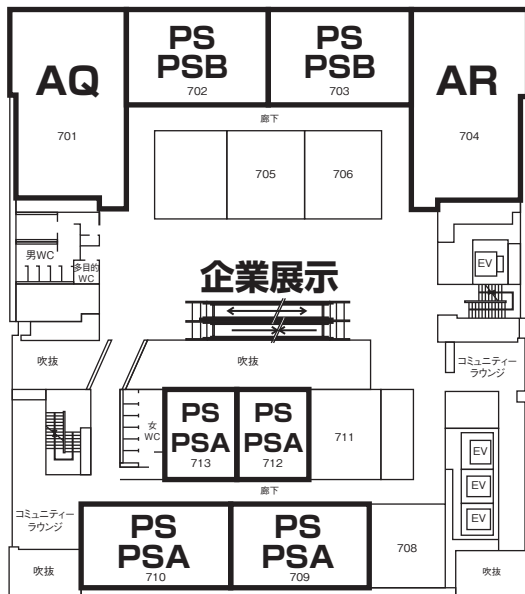 PS
PSB
702
PS
PSB
703
AQ
701
AR
704
廊下
705
706
男WC
多目的
WC
EV
企業展示
吹抜
吹抜
コミュニティー
ラウンジ
女
WC
PS
PSA
713
PS
PSA
712
711
EV
EV
EV
廊下
コミュニティー
ラウンジ
PS
PSA
710
PS
PSA
709
708
吹抜
吹抜